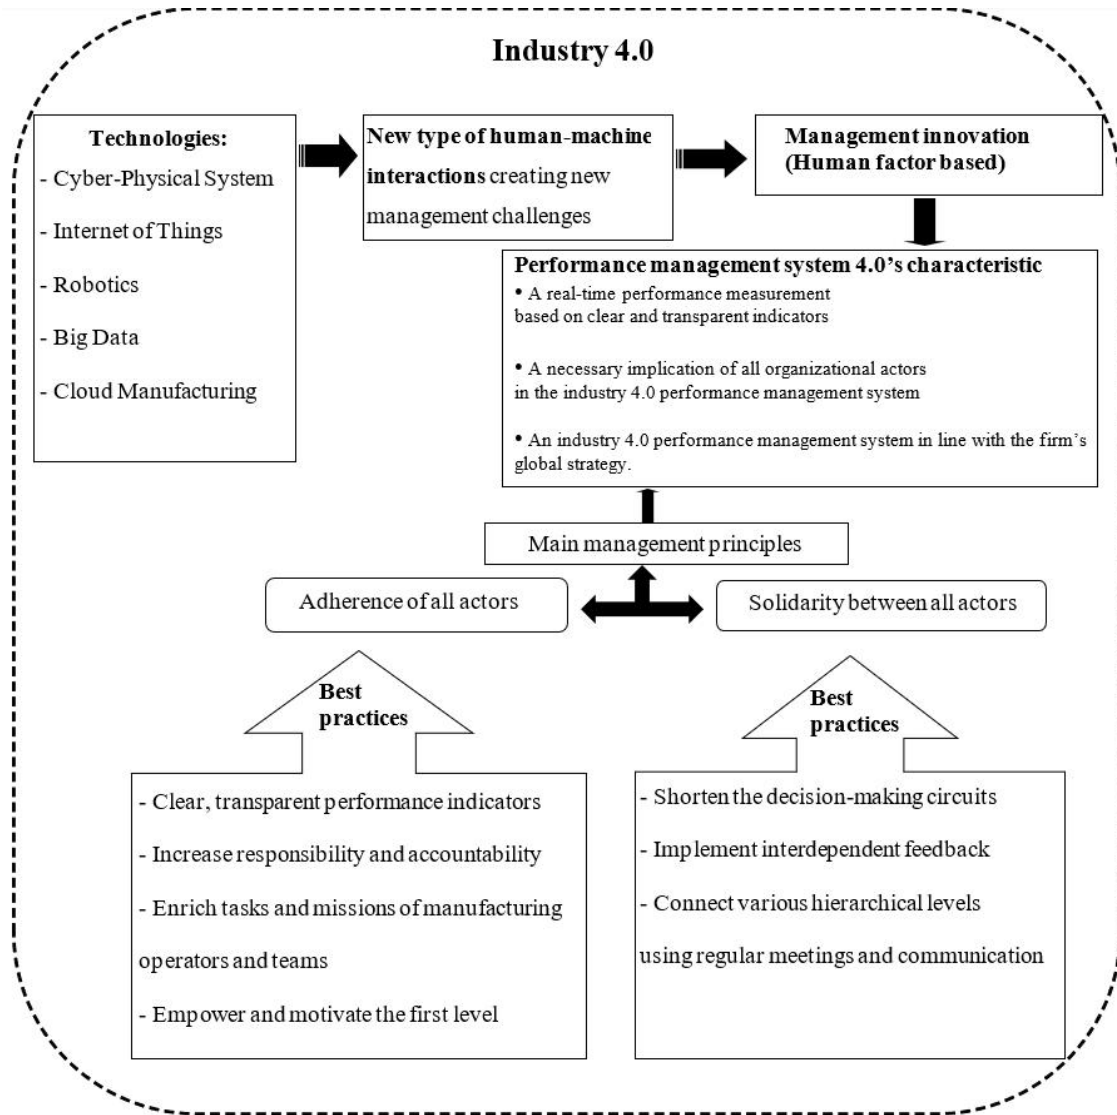 Industry 4.0
Technologies:
- Cyber-Physical System
- Internet of Things
- Robotics
- Big Data
- Cloud Manufacturing
New type of human-machine
interactions creating new
management challenges
Management innovation
(Human factor based)
Performance management system 4.0’s characteristic
• A real-time performance measurement
based on clear and transparent indicators
• A necessary implication of all organizational actors
in the industry 4.0 performance management system
• An industry 4.0 performance management system in line with the firm’s
global strategy.
Main management principles
Adherence of all actors
Solidarity between all actors
Best
practices
- Clear, transparent performance indicators
- Increase responsibility and accountability
- Enrich tasks and missions of manufacturing
operators and teams
- Empower and motivate the first level
Best
practices
- Shorten the decision-making circuits
- Implement interdependent feedback
- Connect various hierarchical levels
using regular meetings and communication